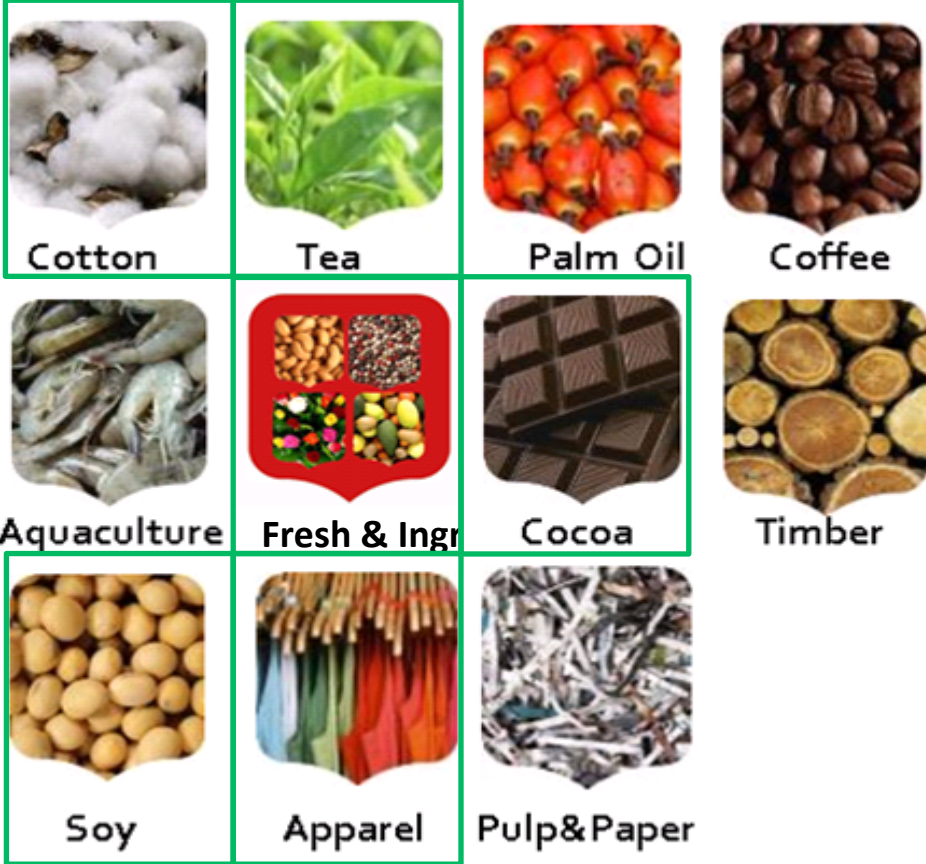 Cotton
Tea
Palm Oil
Coffee
Aquaculture
Fresh & Ingr
Cocoa
Timber
Soy
Apparel
Pulp&Paper